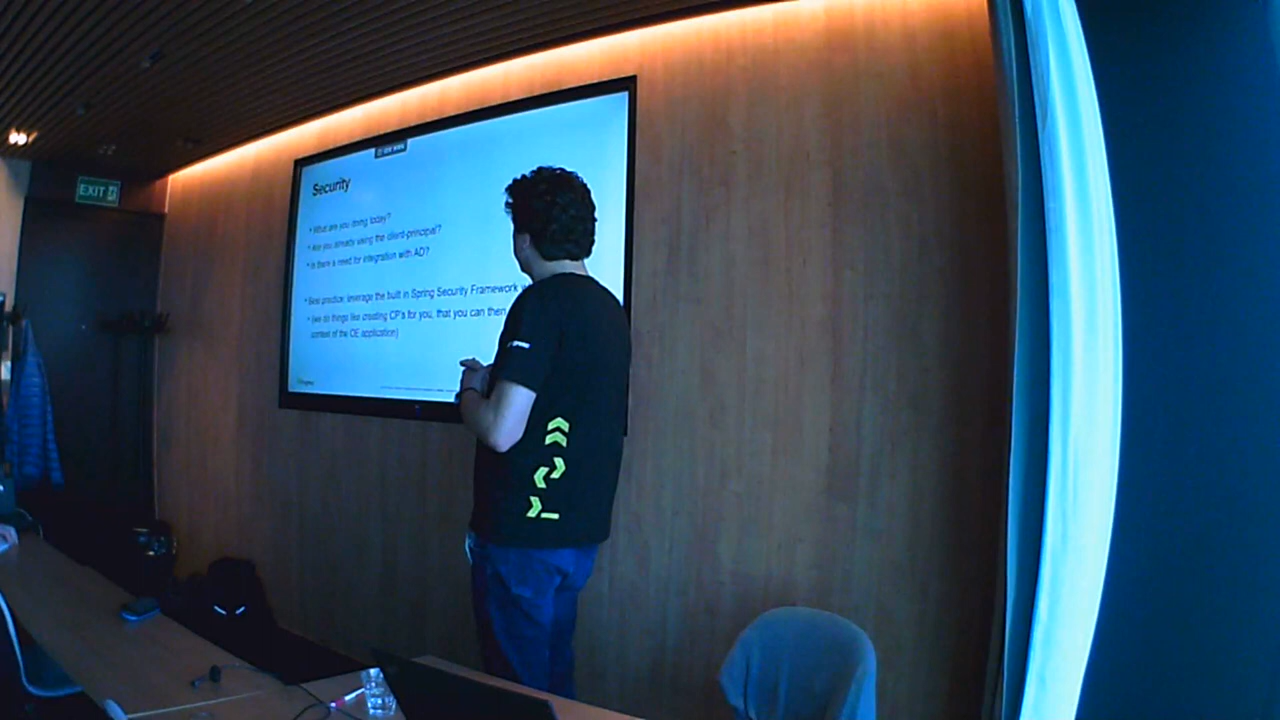 EXIT
Security
• What are you doing today?
• Are you already using the client-principal?
• Is there a need for integration with AD?
• Best practice: leverage the built in Spring Security Framework
• (we do things like creating CP's for you, that you can then
context of the OE application)